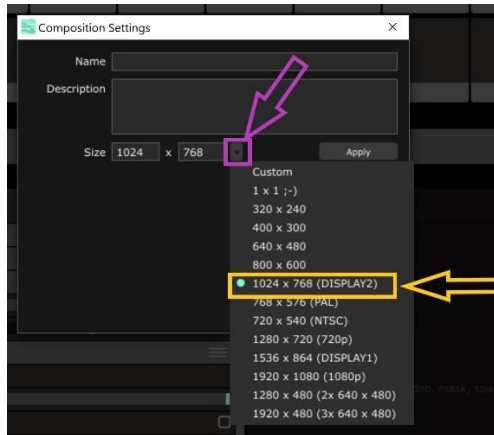 Composition Settings
Name
Description
Size 1024 x 768 Apply
Custom
1 x 1 ;-)
320 x 240
400 x 300
640 x 480
800 x 600
1024 x 768 (DISPLAY2)
768 x 576 (PAL)
720 x 540 (NTSC)
1280 x 720 (720p)
1536 x 864 (DISPLAY1)
1920 x 1080 (1080p)
1280 x 480 (2x 640 x 480)
1920 x 480 (3x 640 x 480)
mask,